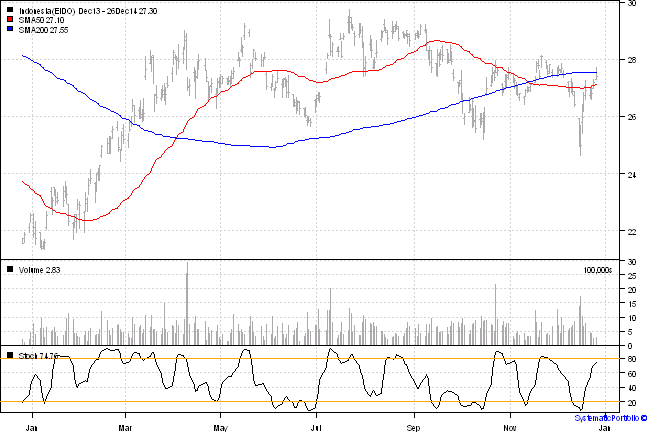 Indonesia(EIDO) Dec13 - 26Dec14 27.30
SMA50 27.10
SMA200 27.55
30
28
26
24
22
Volume 2.83
100,000s
30
25
20
15
10
5
0
Stoch 74.76
80
60
40
20
Jan Mar May Jul Sep Nov Jan
SystematicPortfolio ©